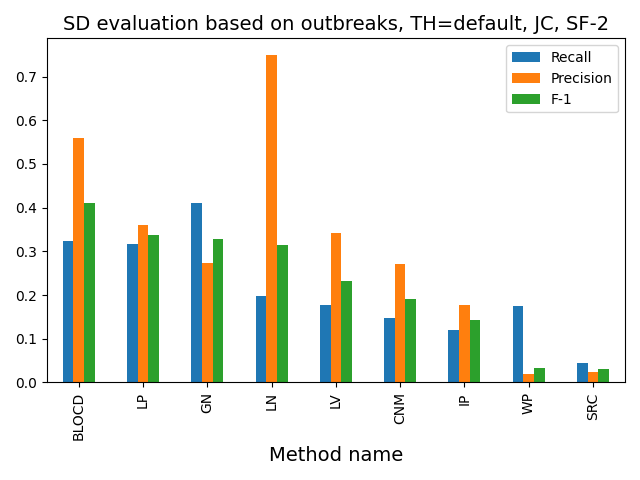 SD evaluation based on outbreaks, TH=default, JC, SF-2
Recall
Precision
F-1
0.7
0.6
0.5
0.4
0.3
0.2
0.1
0.0
BLOCD
LP
GN
LN
LV
CNM
IP
WP
SRC
Method name